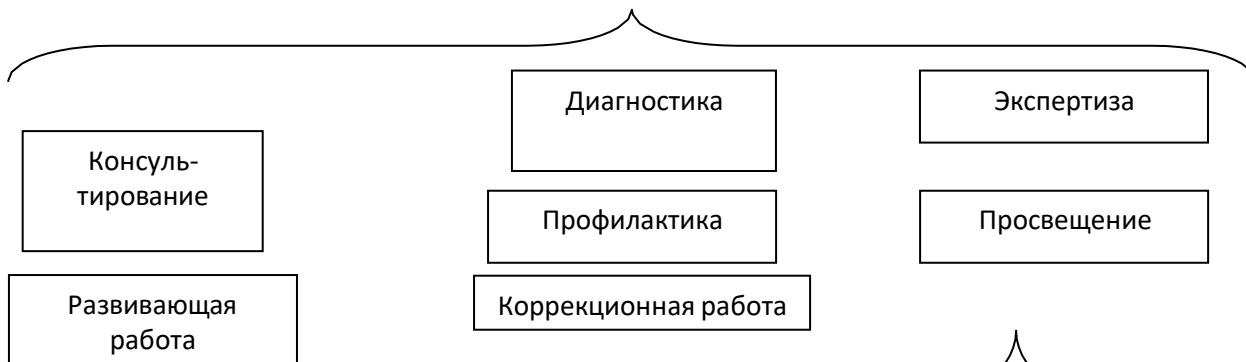 Диагностика
Экспертиза
Консуль-
тирование
Профилактика
Просвещение
Развивающая
работа
Коррекционная работа